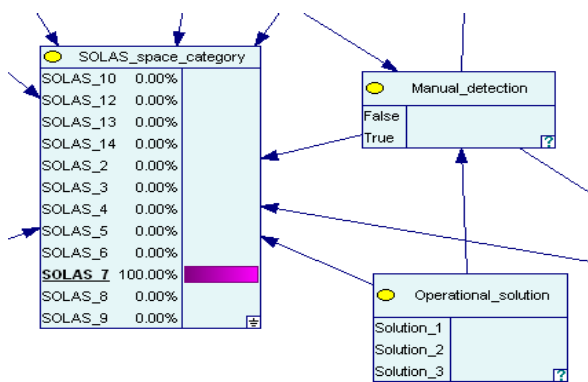 SOLAS_space_category
SOLAS_10 0.00%
SOLAS_12 0.00%
SOLAS_13 0.00%
SOLAS_14 0.00%
SOLAS_2 0.00%
SOLAS_3 0.00%
SOLAS_4 0.00%
SOLAS_5 0.00%
SOLAS_6 0.00%
SOLAS_7 100.00%
SOLAS_8 0.00%
SOLAS_9 0.00%
Manual_detection
False
True
?
Operational_solution
Solution_1
Solution_2
Solution_3
?